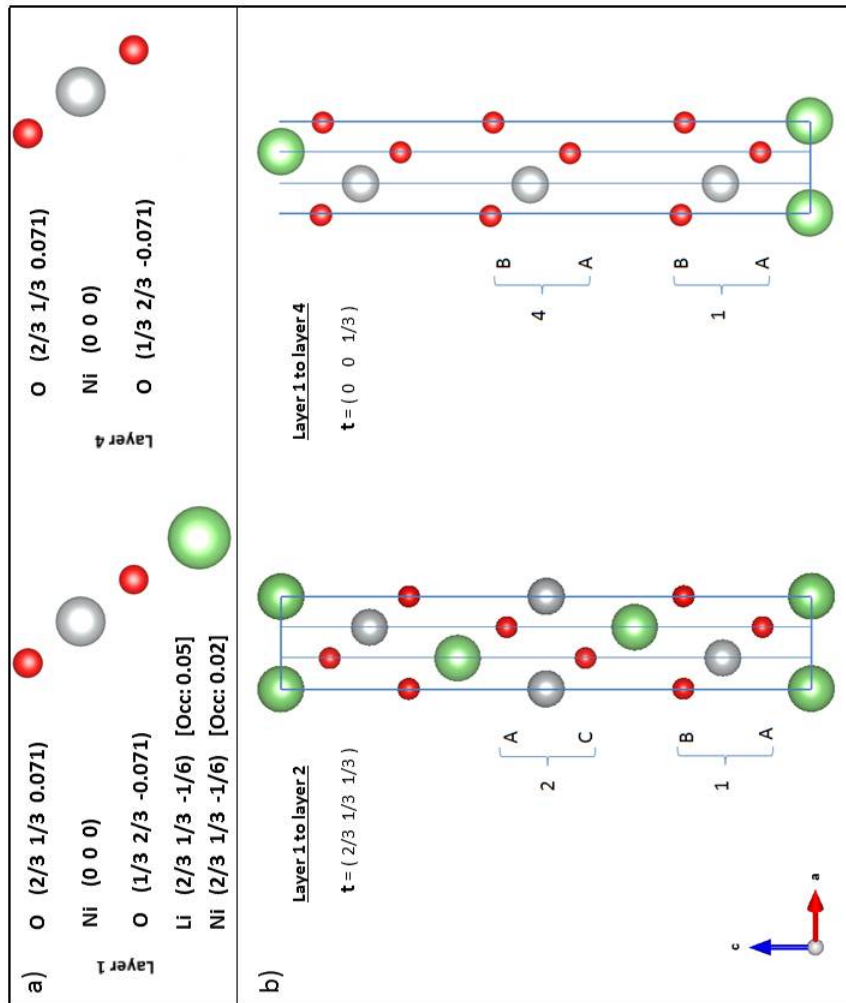 a)
Layer 1
O (2/3 1/3 0.071)
Ni (0 0 0)
O (1/3 2/3 -0.071)
Li (2/3 1/3 -1/6) [Occ: 0.05]
Ni (2/3 1/3 -1/6) [Occ: 0.02]
Layer 4
O (2/3 1/3 0.071)
Ni (0 0 0)
O (1/3 2/3 -0.071)
b)
Layer 1 to layer 2
t = ( 2/3 1/3 1/3 )
A
2
C
B
1
A
Layer 1 to layer 4
t = ( 0 0 1/3 )
B
4
A
B
1
A
c
a